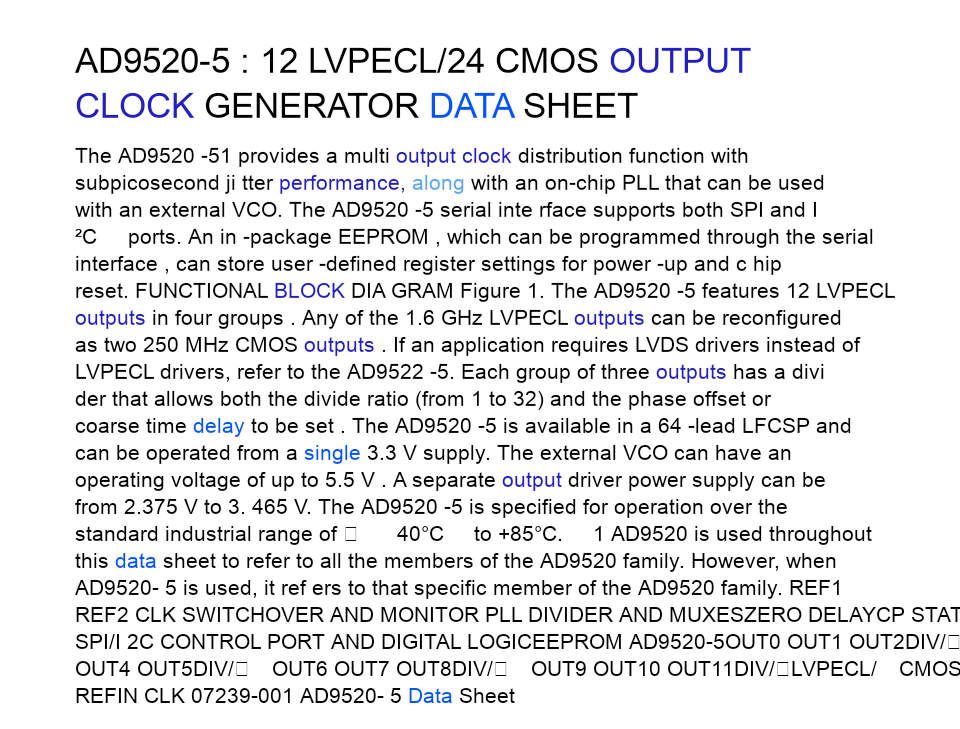 AD9520-5 : 12 LVPECL/24 CMOS OUTPUT
CLOCK GENERATOR DATA SHEET
The AD9520 -51 provides a multi output clock distribution function with
subpicosecond ji tter performance, along with an on-chip PLL that can be used
with an external VCO. The AD9520 -5 serial inte rface supports both SPI and I
²C ports. An in -package EEPROM , which can be programmed through the serial
interface , can store user -defined register settings for power -up and c hip
reset. FUNCTIONAL BLOCK DIA GRAM Figure 1. The AD9520 -5 features 12 LVPECL
outputs in four groups . Any of the 1.6 GHz LVPECL outputs can be reconfigured
as two 250 MHz CMOS outputs . If an application requires LVDS drivers instead of
LVPECL drivers, refer to the AD9522 -5. Each group of three outputs has a divi
der that allows both the divide ratio (from 1 to 32) and the phase offset or
coarse time delay to be set . The AD9520 -5 is available in a 64 -lead LFCSP and
can be operated from a single 3.3 V supply. The external VCO can have an
operating voltage of up to 5.5 V . A separate output driver power supply can be
from 2.375 V to 3. 465 V. The AD9520 -5 is specified for operation over the
standard industrial range of 40°C to +85°C. 1 AD9520 is used throughout
this data sheet to refer to all the members of the AD9520 family. However, when
AD9520- 5 is used, it ref ers to that specific member of the AD9520 family. REF1
REF2 CLK SWITCHOVER AND MONITOR PLL DIVIDER AND MUXESZERO DELAYCP STAT
SPI/I 2C CONTROL PORT AND DIGITAL LOGICEEPROM AD9520-5OUT0 OUT1 OUT2DIV/
OUT4 OUT5DIV/ OUT6 OUT7 OUT8DIV/ OUT9 OUT10 OUT11DIV/ LVPECL/ CMOS
REFIN CLK 07239-001 AD9520- 5 Data Sheet